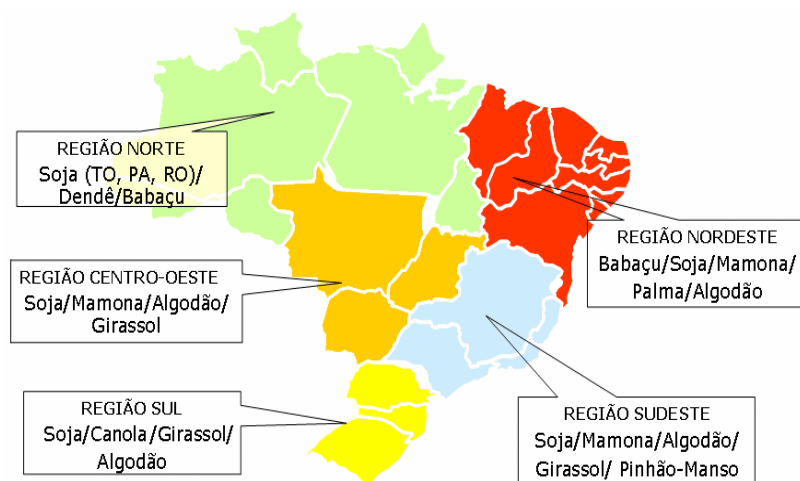 REGIÃO NORTE
Soja (TO, PA, RO)/
Dendê/Babaçu
REGIÃO NORDESTE
Babaçu/Soja/Mamona/
Palma/Algodão
REGIÃO CENTRO-OESTE
Soja/Mamona/Algodão/
Girassol
REGIÃO SUL
Soja/Canola/Girassol/
Algodão
REGIÃO SUDESTE
Soja/Mamona/Algodão/
Girassol/ Pinhão-Manso